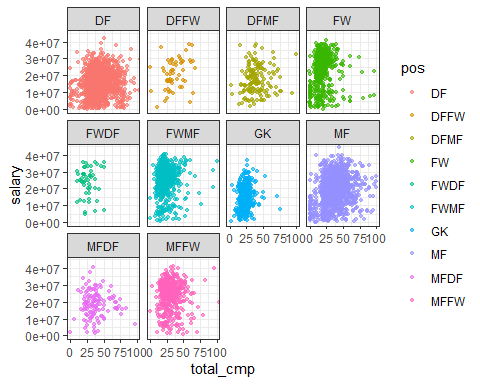 DF DFFW DFMF FW
4e+07
3e+07
2e+07
1e+07
0e+00
FWDF FWMF GK MF
4e+07
3e+07
2e+07
1e+07
0e+00
MFDF MFFW
4e+07
3e+07
2e+07
1e+07
0e+00
0 25 50 75 100
0 25 50 75 100
0 25 50 75 100
0 25 50 75 100
total_cmp
salary
pos
DF
DFFW
DFMF
FW
FWDF
FWMF
GK
MF
MFDF
MFFW